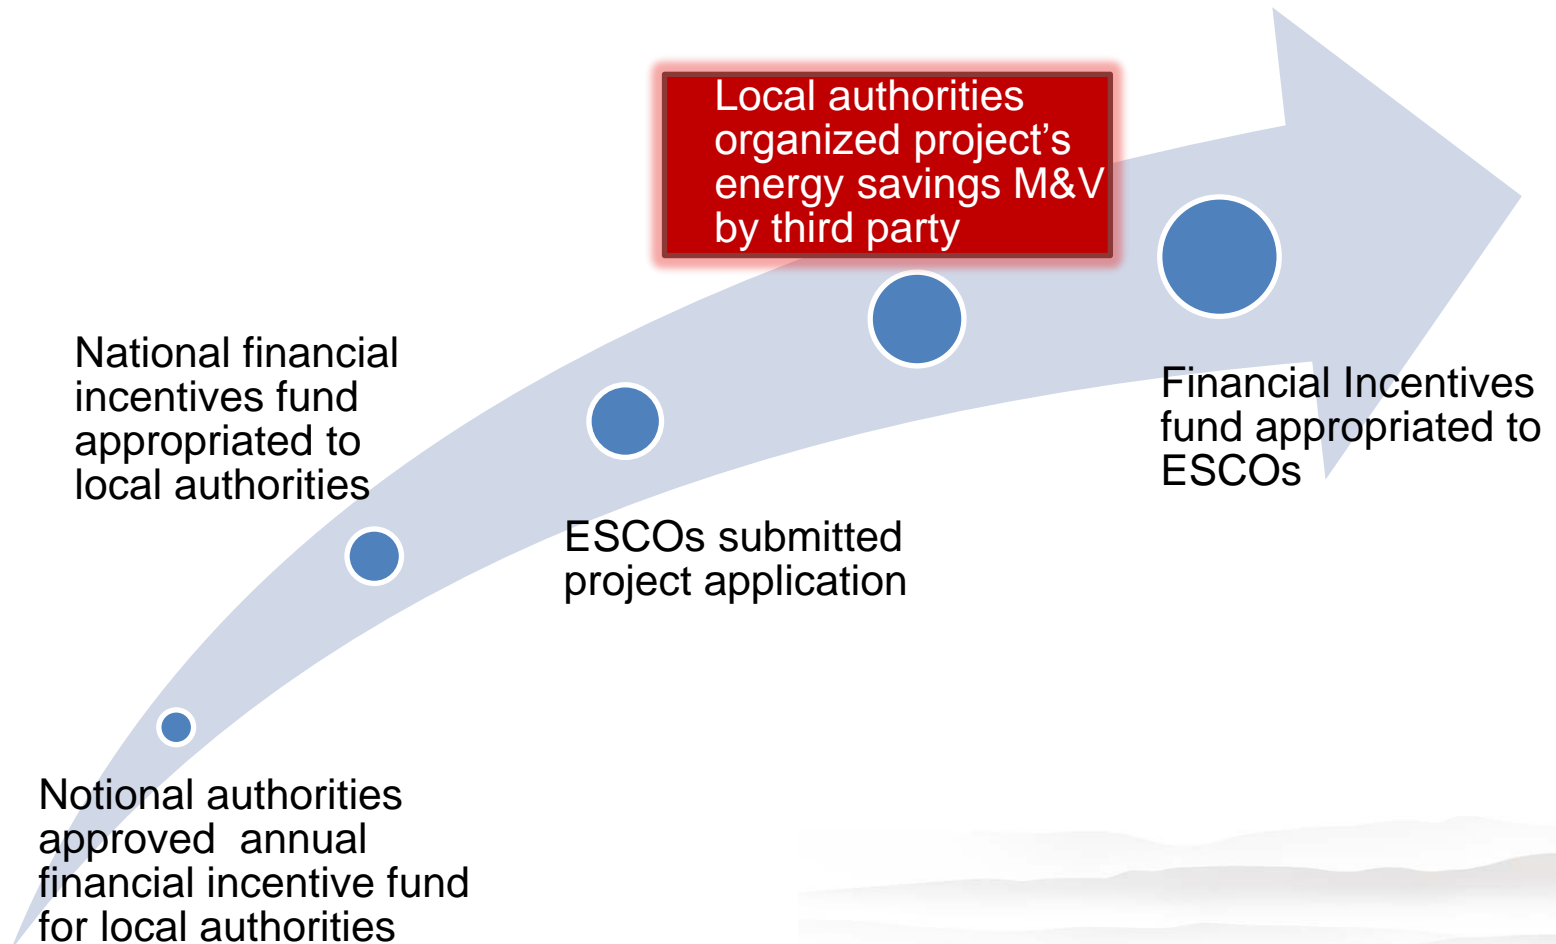 Local authorities
organized project’s
energy savings M&V
by third party
National financial
incentives fund
appropriated to
local authorities
Financial Incentives
fund appropriated to
ESCOs
ESCOs submitted
project application
Notional authorities
approved  annual
financial incentive fund
for local authorities